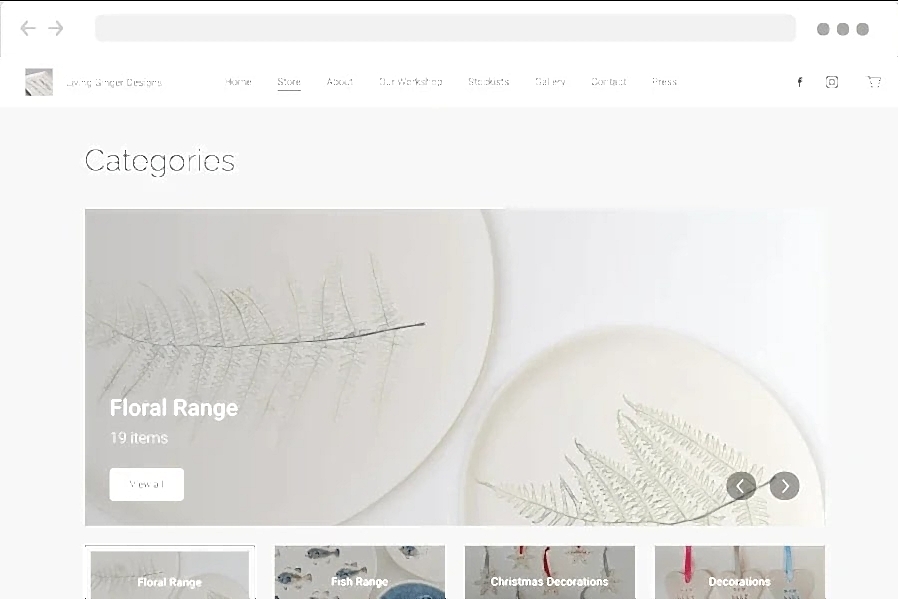 Living Ginger Designs
Home Store About Our Workshop Stockists Gallery Contact Press
Categories
Floral Range
19 items
View all
Floral Range Fish Range Christmas Decorations Decorations